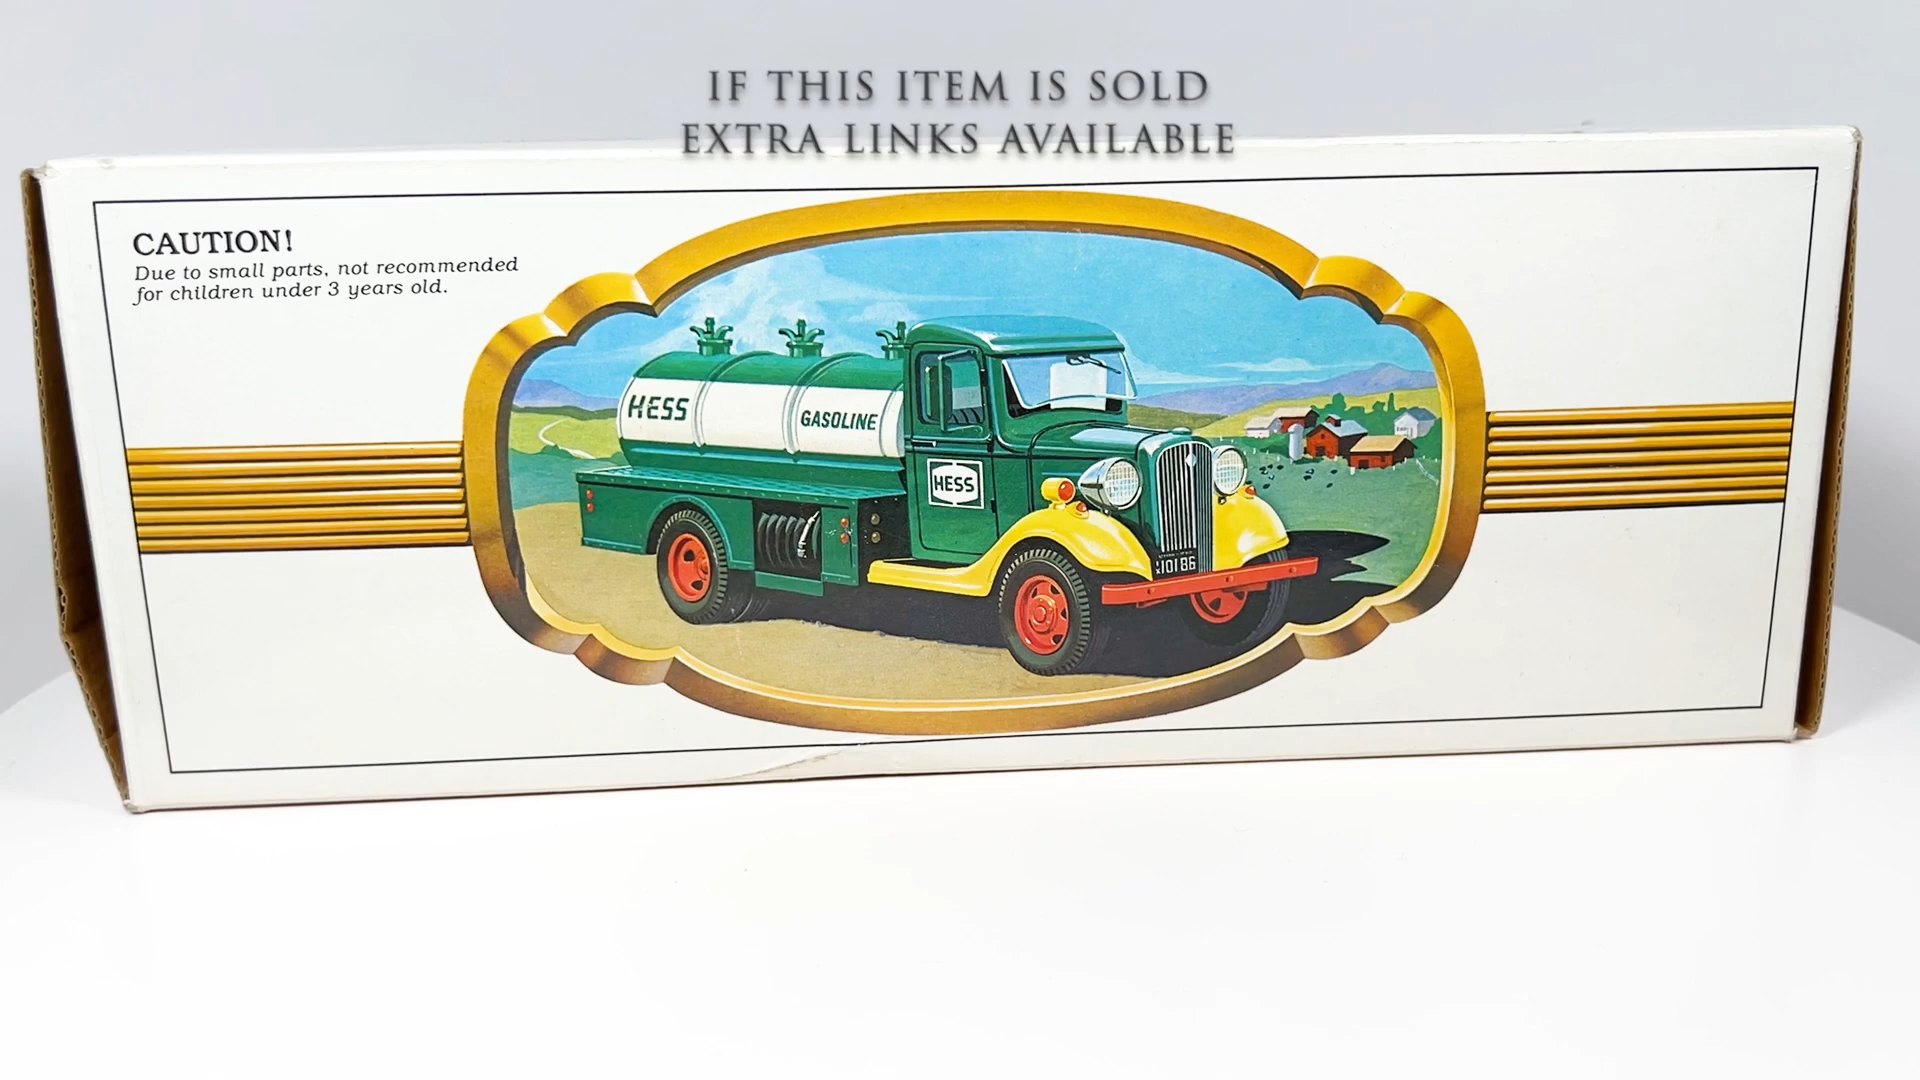 IF THIS ITEM IS SOLD
EXTRA LINKS AVAILABLE
CAUTION!
Due to small parts, not recommended
for children under 3 years old.
HESS
GASOLINE
HESS
10186